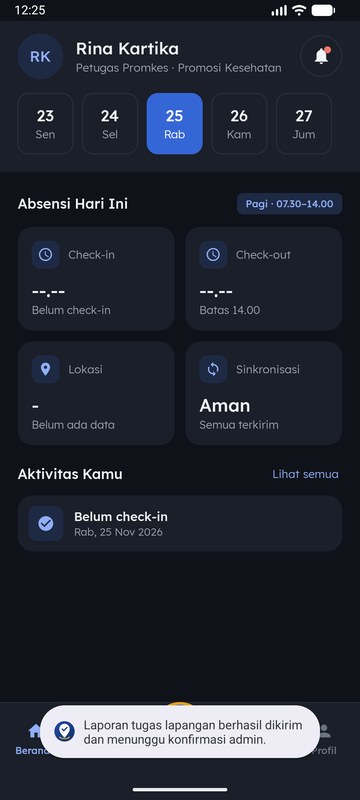 12:25
RK
Rina Kartika
Petugas Promkes · Promosi Kesehatan
23 24 25 26 27
Sen Sel Rab Kam Jum
Absensi Hari Ini
Pagi · 07.30–14.00
Check-in
--.--
Belum check-in
Check-out
--.--
Batas 14.00
Lokasi
-
Belum ada data
Sinkronisasi
Aman
Semua terkirim
Aktivitas Kamu
Lihat semua
Belum check-in
Rab, 25 Nov 2026
Laporan tugas lapangan berhasil dikirim
dan menunggu konfirmasi admin.
Profil